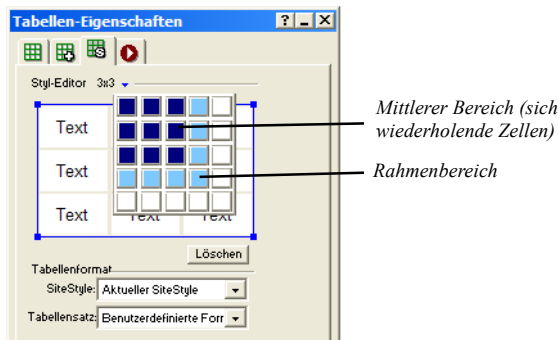 Tabellen-Eigenschaften
Styl-Editor 3x3
Mittlerer Bereich (sich
wiederholende Zellen)
Text
Text
Rahmenbereich
Text Text Text
Löschen
Tabellenformat
SiteStyle: Aktueller SiteStyle
Tabellensatz: Benutzerdefinierte Forr